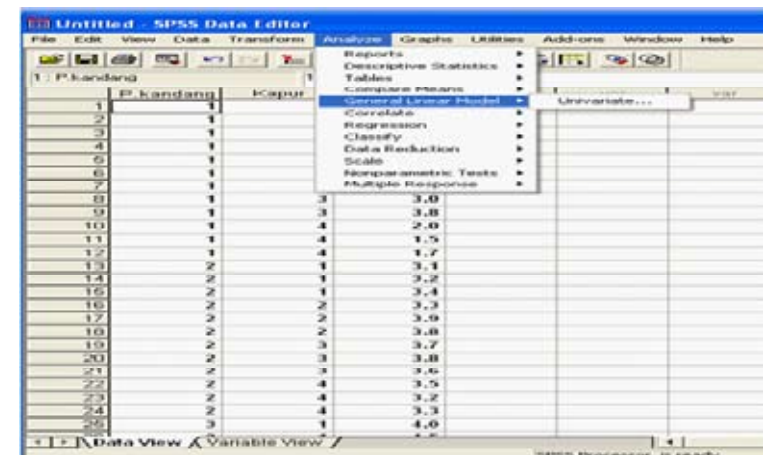 Untitled - SPSS Data Editor
File Edit View Data Transform Analyze Graphs Utilities Add-ons Window Help
1 : P.kandang 1
Reports
Descriptive Statistics
Tables
Compare Means
General Linear Model
Univariate...
Correlate
Regression
Classify
Data Reduction
Scale
Nonparametric Tests
Multiple Response
P.kandang Kapur var
1 1
2 1
3 1
4 1
5 1
6 1
7 1
8 1 3 3.0
9 1 3 3.8
10 1 4 2.0
11 1 4 1.5
12 1 4 1.7
13 2 1 3.1
14 2 1 3.2
15 2 1 3.4
16 2 2 3.3
17 2 2 3.9
18 2 2 3.8
19 2 3 3.7
20 2 3 3.8
21 2 3 3.6
22 2 4 3.5
23 2 4 3.2
24 2 4 3.3
25 3 1 4.0
Data View Variable View